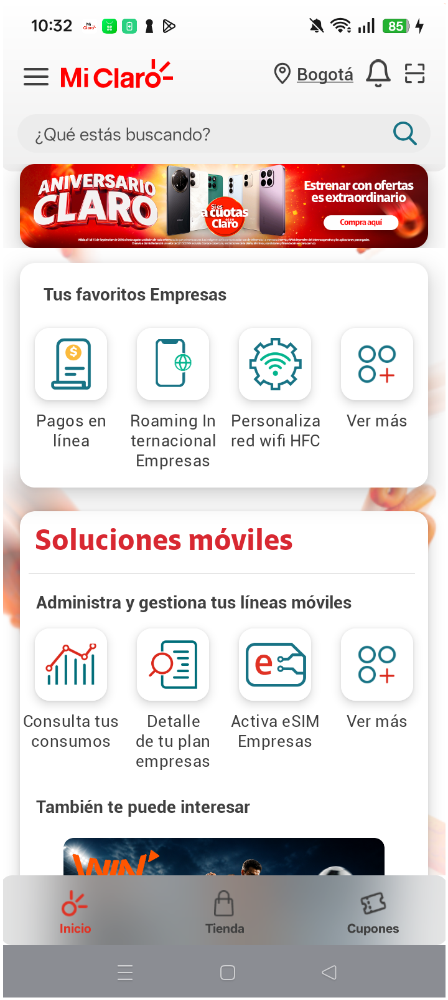 10:32
Mi Claro
85
Mi Claro
Bogotá
¿Qué estás buscando?
ANIVERSARIO
CLARO
Si es
a cuotas
es en
Claro
Estrenar con ofertas
es extraordinario
Compra aquí
Tus favoritos Empresas
Pagos en
línea
Roaming In
ternacional
Empresas
Personaliza
red wifi HFC
Ver más
Soluciones móviles
Administra y gestiona tus líneas móviles
Consulta tus
consumos
Detalle
de tu plan
empresas
e
Activa eSIM
Empresas
Ver más
También te puede interesar
WIN
Inicio
Tienda
Cupones